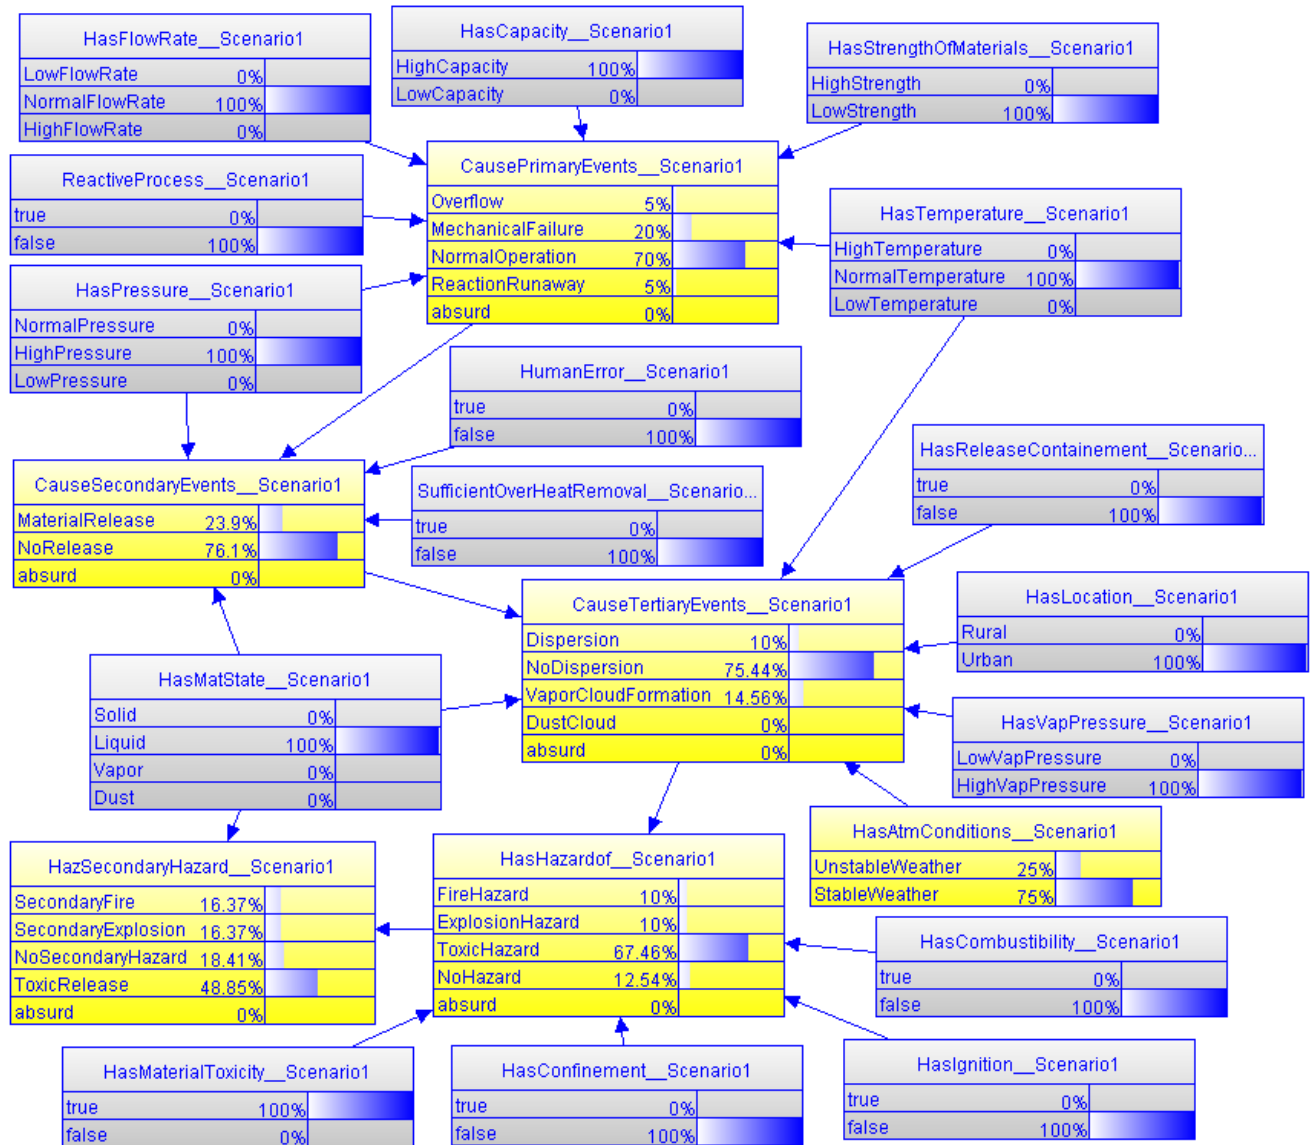 HasFlowRate__Scenario1
LowFlowRate 0%
NormalFlowRate 100%
HighFlowRate 0%
HasCapacity__Scenario1
HighCapacity 100%
LowCapacity 0%
HasStrengthOfMaterials__Scenario1
HighStrength 0%
LowStrength 100%
ReactiveProcess__Scenario1
true 0%
false 100%
CausePrimaryEvents__Scenario1
Overflow 5%
MechanicalFailure 20%
NormalOperation 70%
ReactionRunaway 5%
absurd 0%
HasTemperature__Scenario1
HighTemperature 0%
NormalTemperature 100%
LowTemperature 0%
HasPressure__Scenario1
NormalPressure 0%
HighPressure 100%
LowPressure 0%
HumanError__Scenario1
true 0%
false 100%
HasReleaseContainement__Scenario...
true 0%
false 100%
CauseSecondaryEvents__Scenario1
MaterialRelease 23.9%
NoRelease 76.1%
absurd 0%
SufficientOverHeatRemoval__Scenario...
true 0%
false 100%
CauseTertiaryEvents__Scenario1
Dispersion 10%
NoDispersion 75.44%
VaporCloudFormation 14.56%
DustCloud 0%
absurd 0%
HasLocation__Scenario1
Rural 0%
Urban 100%
HasMatState__Scenario1
Solid 0%
Liquid 100%
Vapor 0%
Dust 0%
HasVapPressure__Scenario1
LowVapPressure 0%
HighVapPressure 100%
HasAtmConditions__Scenario1
UnstableWeather 25%
StableWeather 75%
HazSecondaryHazard__Scenario1
SecondaryFire 16.37%
SecondaryExplosion 16.37%
NoSecondaryHazard 18.41%
ToxicRelease 48.85%
absurd 0%
HasHazardof__Scenario1
FireHazard 10%
ExplosionHazard 10%
ToxicHazard 67.46%
NoHazard 12.54%
absurd 0%
HasCombustibility__Scenario1
true 0%
false 100%
HasMaterialToxicity__Scenario1
true 100%
false 0%
HasConfinement__Scenario1
true 0%
false 100%
HasIgnition__Scenario1
true 0%
false 100%